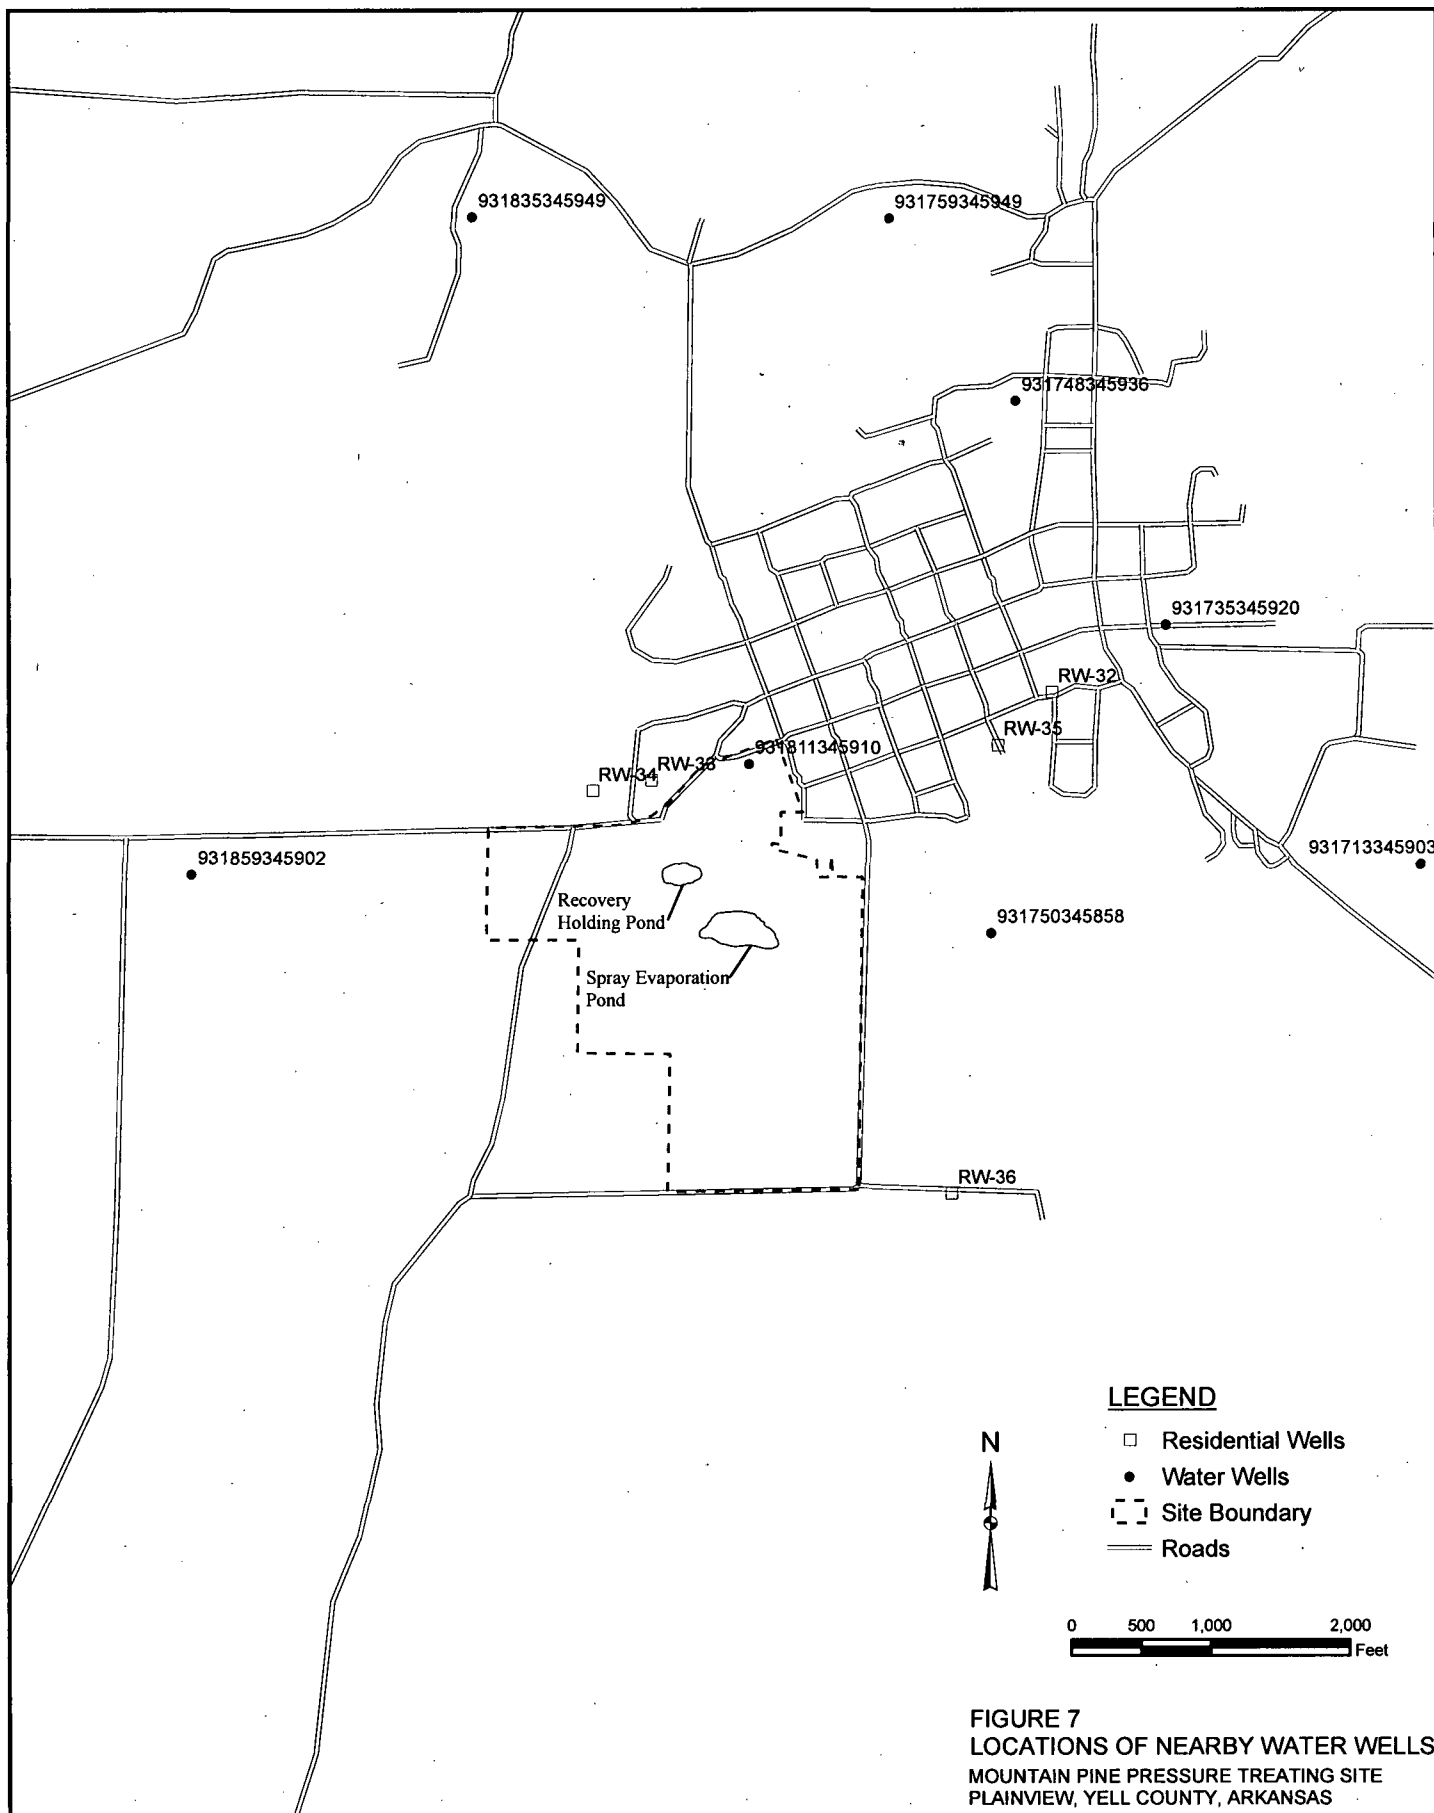 931835345949
931759345949
931748345936
931735345920
RW-32
RW-35
931811345910
RW-33
RW-34
931859345902
931713345903
Recovery
Holding Pond
931750345858
Spray Evaporation
Pond
RW-36
LEGEND
Residential Wells
Water Wells
Site Boundary
Roads
N
0 500 1,000 2,000
Feet
FIGURE 7
LOCATIONS OF NEARBY WATER WELLS
MOUNTAIN PINE PRESSURE TREATING SITE
PLAINVIEW, YELL COUNTY, ARKANSAS